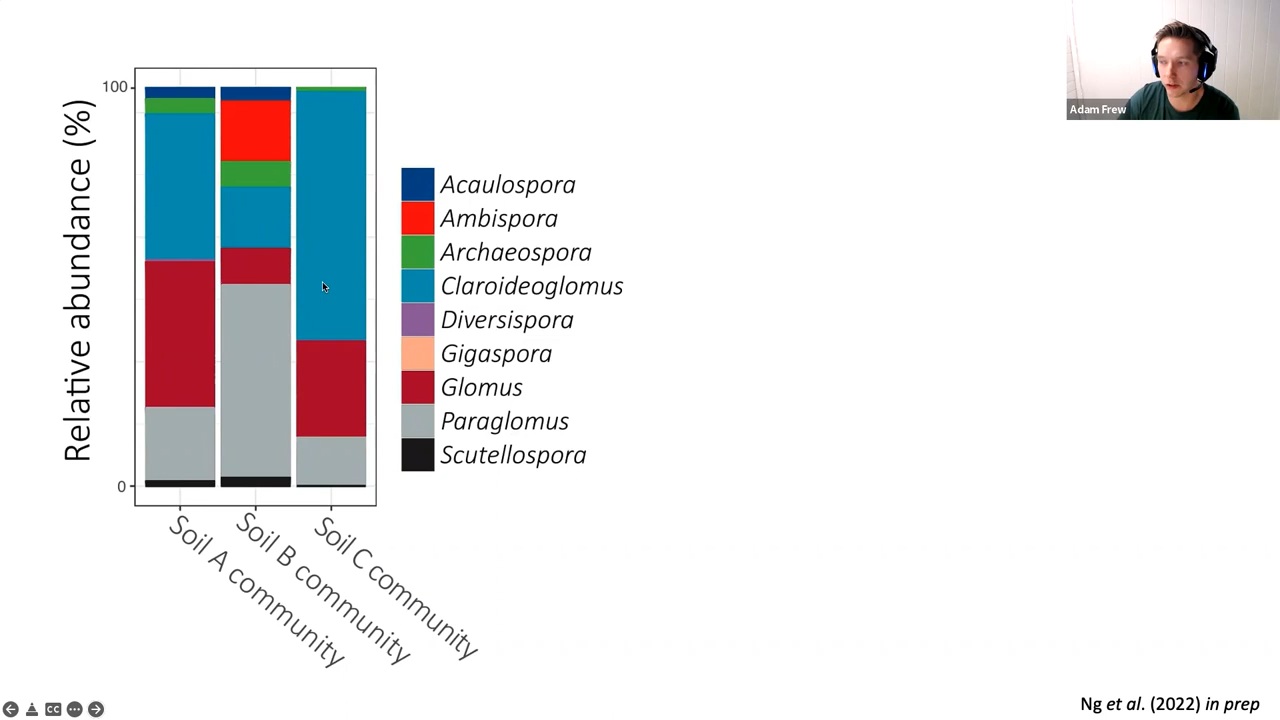 Adam Frew
Relative abundance (%)
100
0
Soil A community
Soil B community
Soil C community
Acaulospora
Ambispora
Archaeospora
Claroideoglomus
Diversispora
Gigaspora
Glomus
Paraglomus
Scutellospora
CC
Ng et al. (2022) in prep